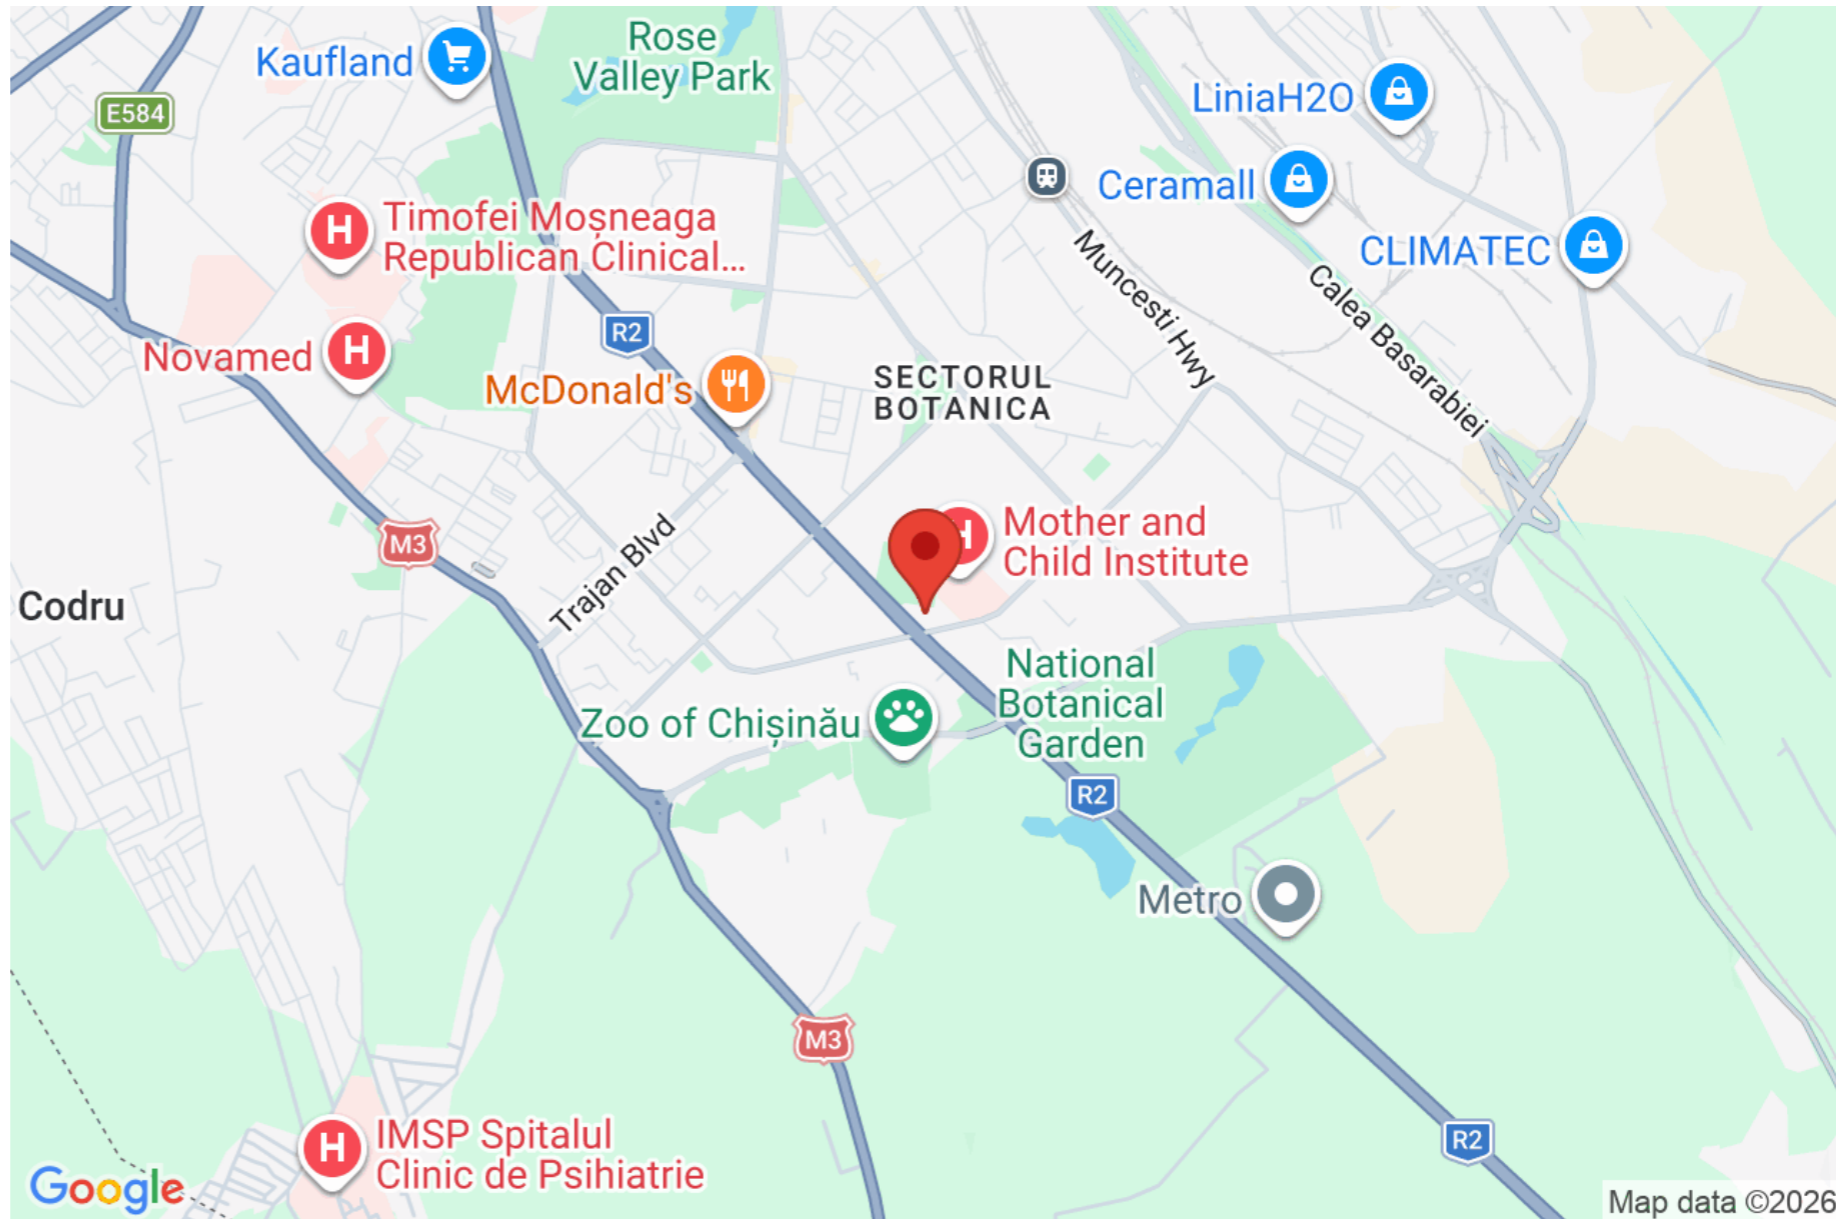 Rose
Valley Park
Kaufland
LiniaH2O
E584
Ceramall
Timofei Moșneaga
Republican Clinical...
CLIMATEC
Muncesti Hwy
Calea Basarabiei
R2
Novamed
McDonald's
SECTORUL
BOTANICA
M3
Trajan Blvd
H
Mother and
Child Institute
Codru
National
Botanical
Garden
Zoo of Chișinău
R2
Metro
M3
IMSP Spitalul
Clinic de Psihiatrie
R2
Google
Map data ©2026